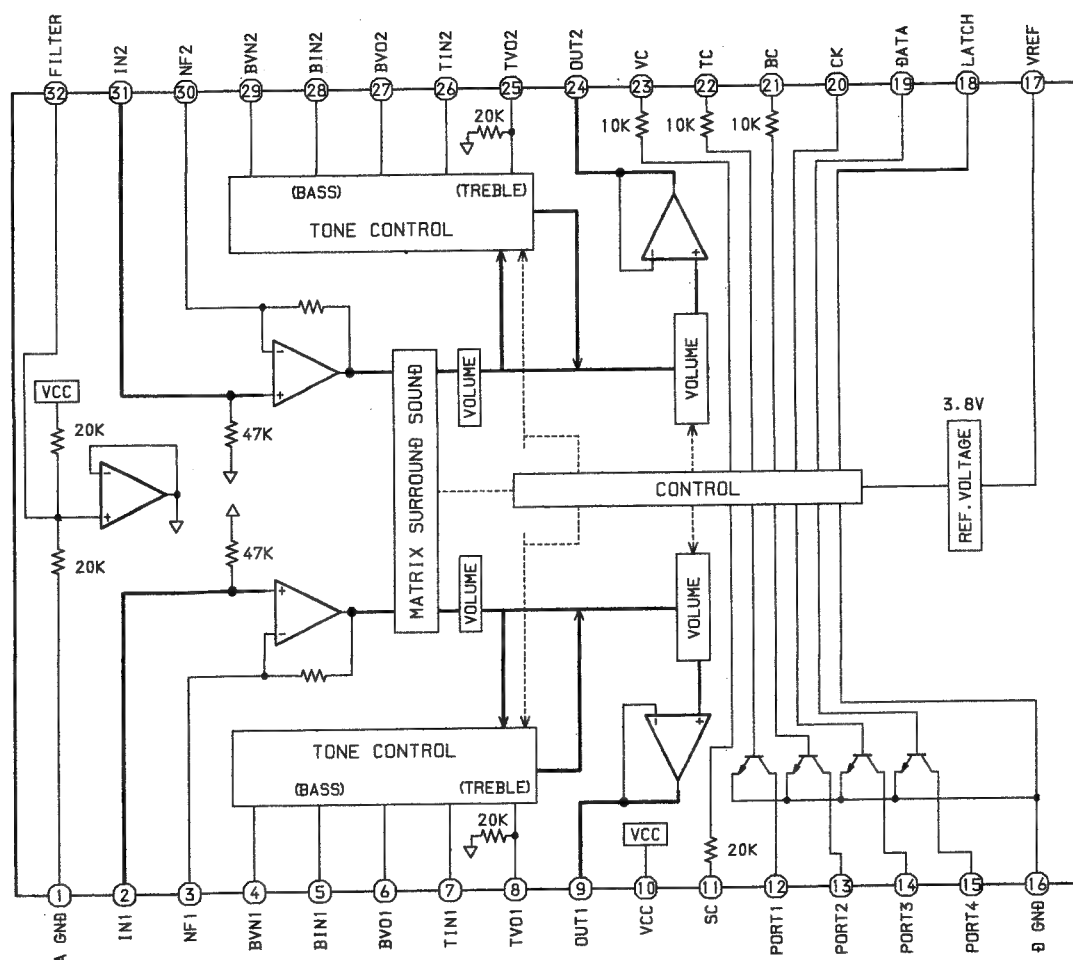 FILTER
IN2
NF2
BVN2
BIN2
BVO2
TIN2
TVO2
OUT2
VC
TC
BC
CK
DATA
LATCH
VREF
32
31
30
29
28
27
26
25
24
23
22
21
20
19
18
17
20K
10K
10K
10K
(BASS)
(TREBLE)
TONE CONTROL
VOLUME
VOLUME
MATRIX SURROUND SOUND
VCC
20K
47K
3.8V
REF.VOLTAGE
CONTROL
47K
20K
VOLUME
VOLUME
TONE CONTROL
(BASS)
(TREBLE)
20K
VCC
20K
1
2
3
4
5
6
7
8
9
10
11
12
13
14
15
16
A GND
IN1
NF1
BVN1
BIN1
BVO1
TIN1
TVO1
OUT1
VCC
SC
PORT1
PORT2
PORT3
PORT4
D GND